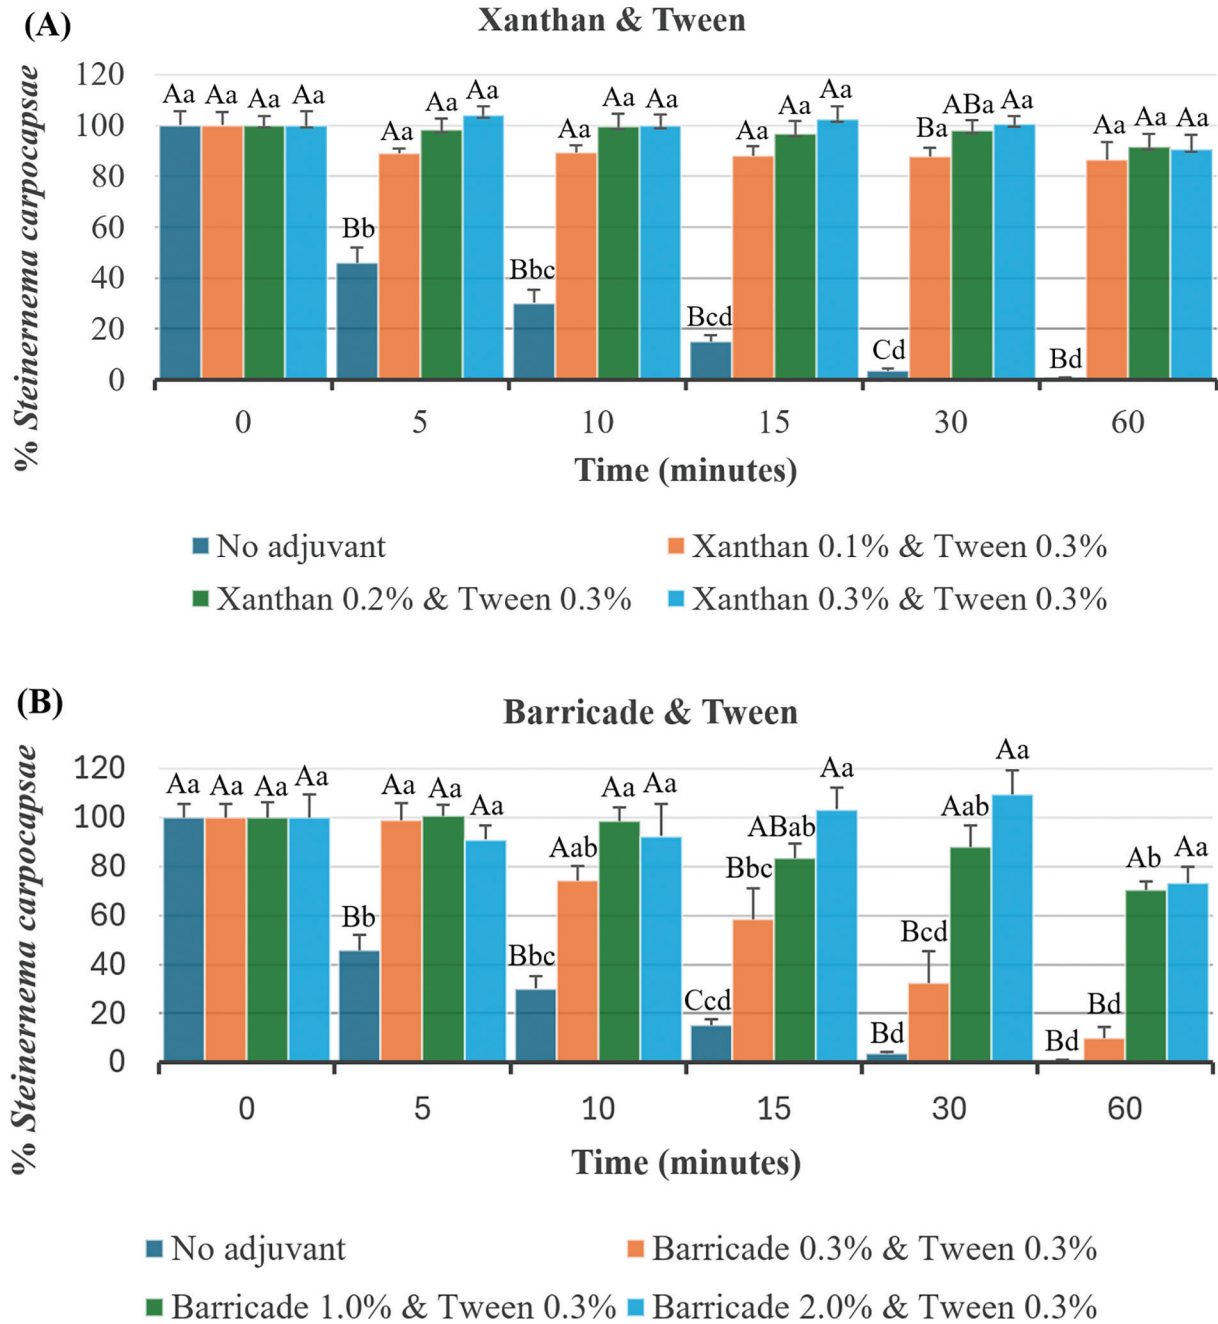 (A)
Xanthan & Tween
% Steinernema carpocapsae
120
100
80
60
40
20
0
Aa Aa Aa Aa
Bb Aa Aa Aa
Bbc Aa Aa Aa
Bcd Aa Aa Aa
Cd Ba ABa Aa
Bd Aa Aa Aa
0 5 10 15 30 60
Time (minutes)
No adjuvant
Xanthan 0.1% & Tween 0.3%
Xanthan 0.2% & Tween 0.3%
Xanthan 0.3% & Tween 0.3%
(B)
Barricade & Tween
% Steinernema carpocapsae
120
100
80
60
40
20
0
Aa Aa Aa Aa
Bb Aa Aa Aa
Bbc Aab Aa Aa
Ccd Bbc ABab Aa
Bd Bcd Aab Aa
Bd Bd Ab Aa
0 5 10 15 30 60
Time (minutes)
No adjuvant
Barricade 0.3% & Tween 0.3%
Barricade 1.0% & Tween 0.3%
Barricade 2.0% & Tween 0.3%